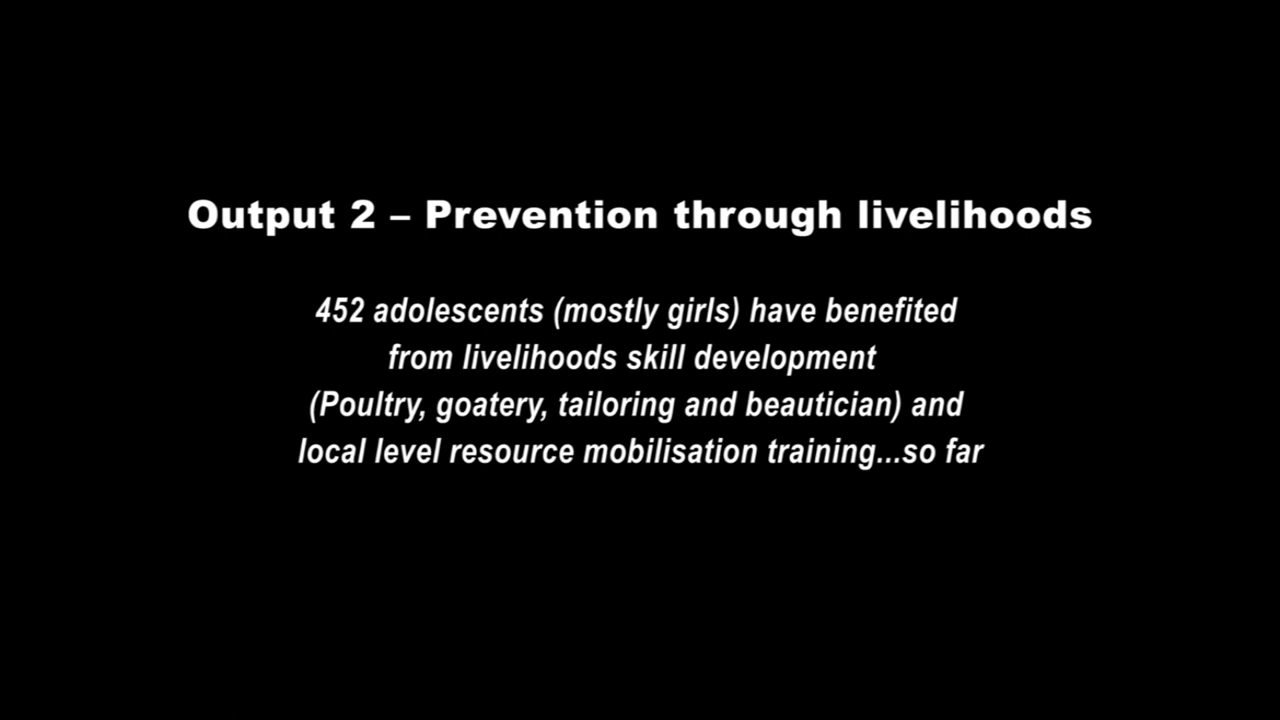 Output 2 – Prevention through livelihoods
452 adolescents (mostly girls) have benefited
from livelihoods skill development
(Poultry, goatery, tailoring and beautician) and
local level resource mobilisation training...so far